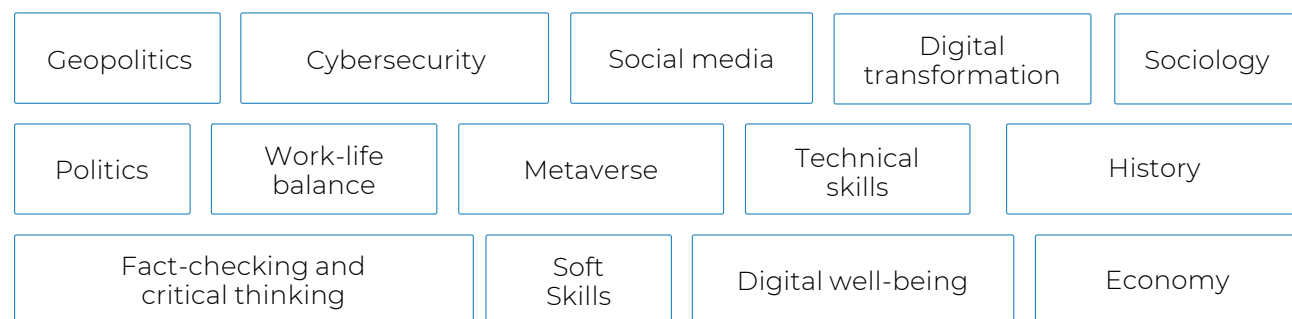 Geopolitics
Cybersecurity
Social media
Digital
transformation
Sociology
Politics
Work-life
balance
Metaverse
Technical
skills
History
Fact-checking and
critical thinking
Soft
Skills
Digital well-being
Economy